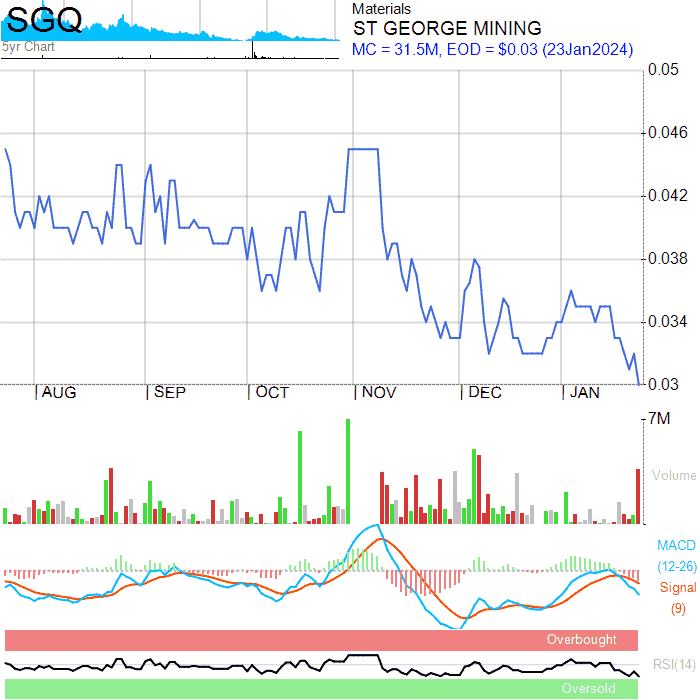 SGQ
5yr Chart
Materials
ST GEORGE MINING
MC = 31.5M, EOD = $0.03 (23Jan2024)
0.05
0.046
0.042
0.038
0.034
0.03
AUG
SEP
OCT
NOV
DEC
JAN
7M
Volume
MACD
(12-26)
Signal
(9)
Overbought
RSI(14)
Oversold